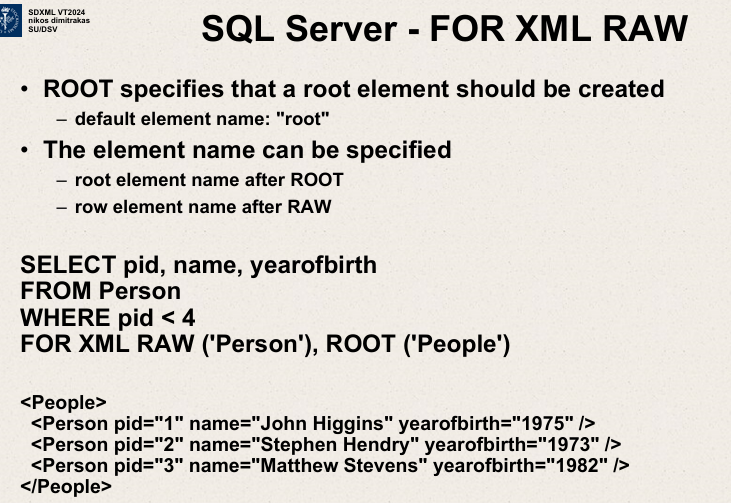 SDXML VT2024
nikos dimitrakas
SU/DSV
SQL Server - FOR XML RAW
• ROOT specifies that a root element should be created
– default element name: "root"
• The element name can be specified
– root element name after ROOT
– row element name after RAW
SELECT pid, name, yearofbirth
FROM Person
WHERE pid < 4
FOR XML RAW ('Person'), ROOT ('People')
<People>
<Person pid="1" name="John Higgins" yearofbirth="1975" />
<Person pid="2" name="Stephen Hendry" yearofbirth="1973" />
<Person pid="3" name="Matthew Stevens" yearofbirth="1982" />
</People>